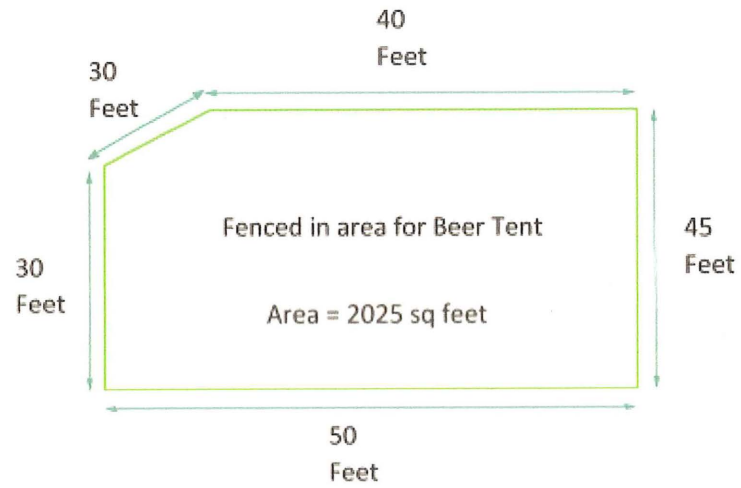 40
Feet
30
Feet
Fenced in area for Beer Tent
45
Feet
30
Feet
Area = 2025 sq feet
50
Feet